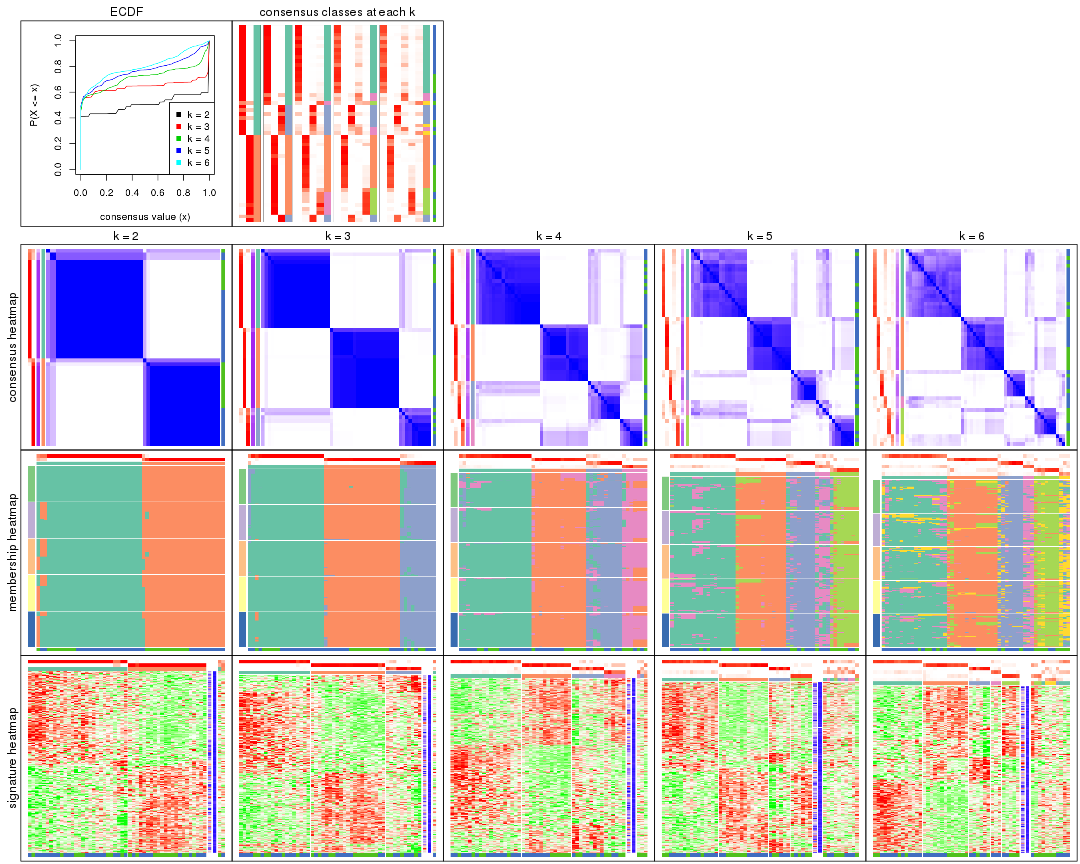 ECDF
consensus classes at each k
P(X <= x)
1.0
0.8
0.6
0.4
0.2
0.0
k = 2
k = 3
k = 4
k = 5
k = 6
0.0 0.2 0.4 0.6 0.8 1.0
consensus value (x)
k = 2
k = 3
k = 4
k = 5
k = 6
consensus heatmap
membership heatmap
signature heatmap